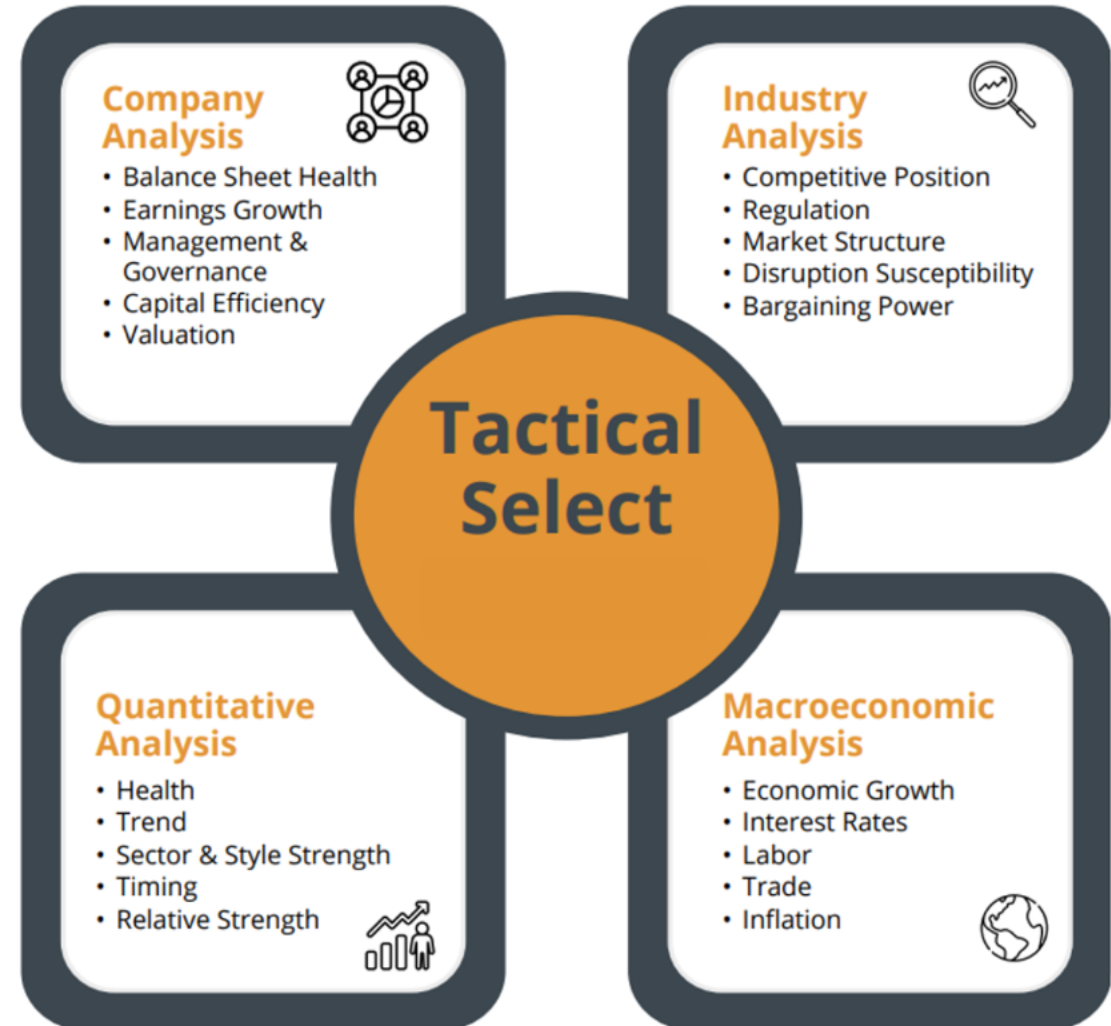 Company
Analysis
• Balance Sheet Health
• Earnings Growth
• Management &
Governance
• Capital Efficiency
• Valuation
Industry
Analysis
• Competitive Position
• Regulation
• Market Structure
• Disruption Susceptibility
• Bargaining Power
Tactical
Select
Quantitative
Analysis
• Health
• Trend
• Sector & Style Strength
• Timing
• Relative Strength
Macroeconomic
Analysis
• Economic Growth
• Interest Rates
• Labor
• Trade
• Inflation